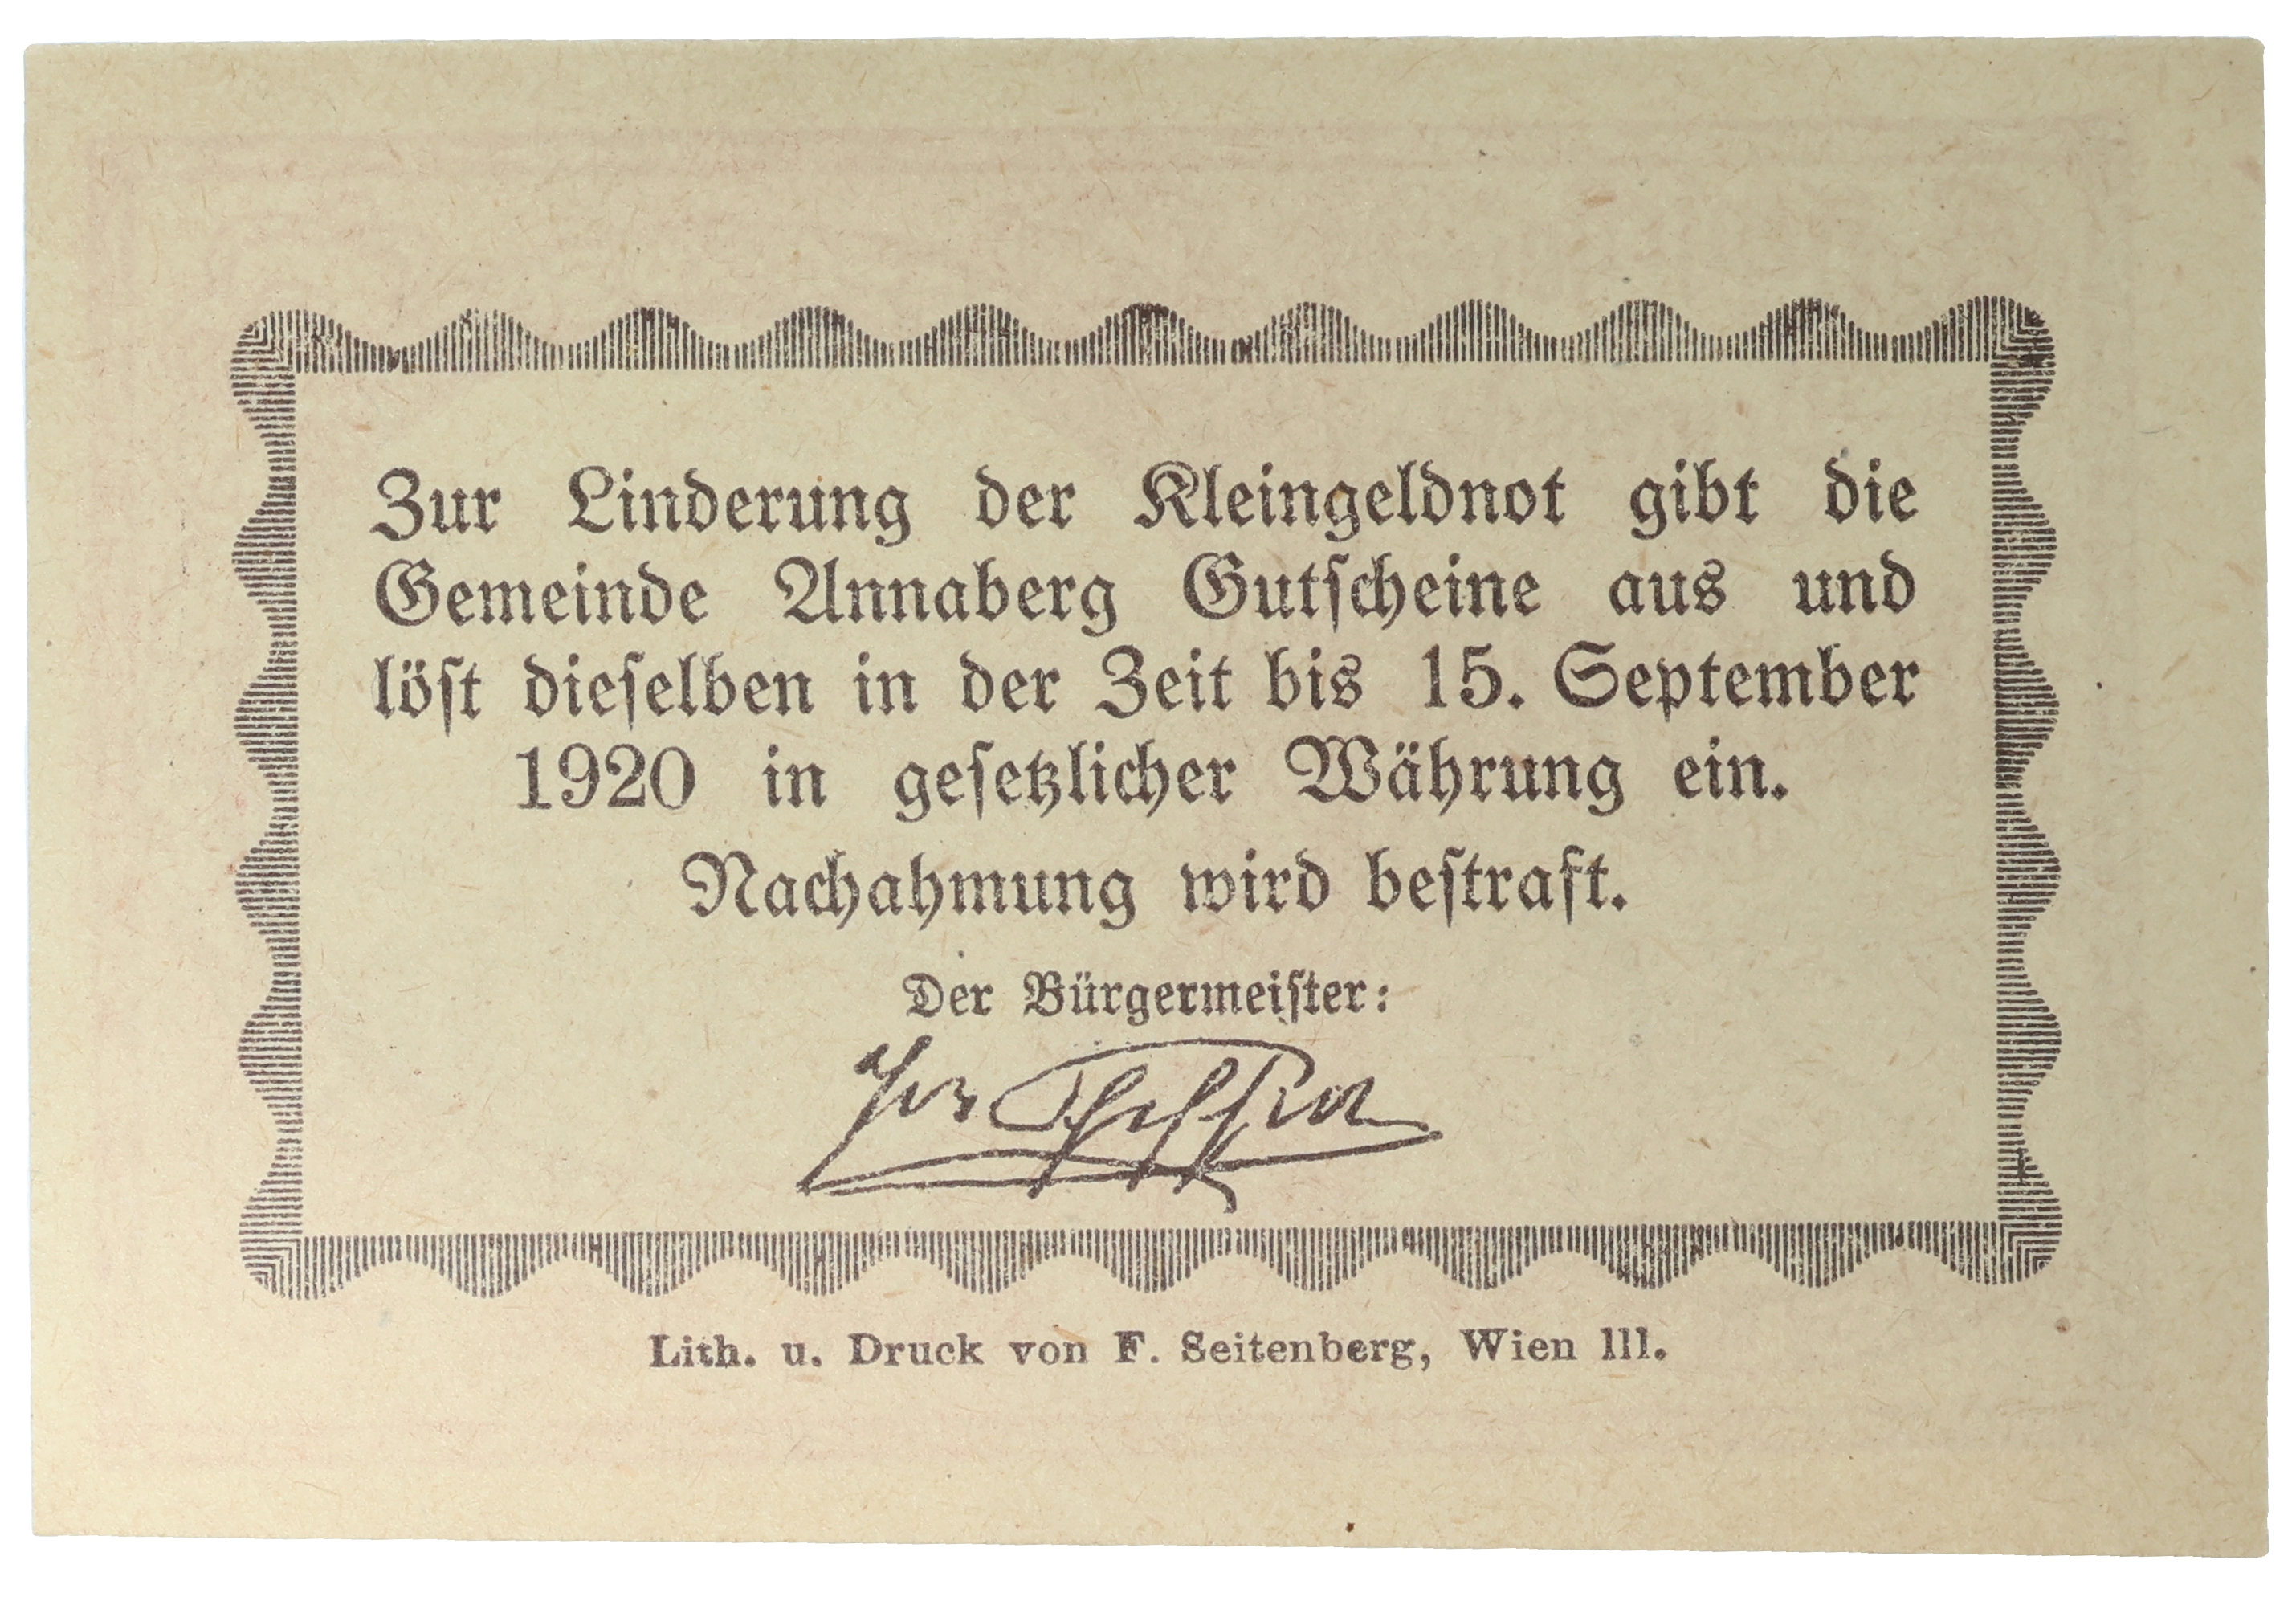 Zur Linderung der Kleingeldnot gibt die
Gemeinde Annaberg Gutscheine aus und
löst dieselben in der Zeit bis 15. September
1920 in gesetzlicher Währung ein.
Nachahmung wird bestraft.
Der Bürgermeister:
Lith. u. Druck von F. Seitenberg, Wien III.